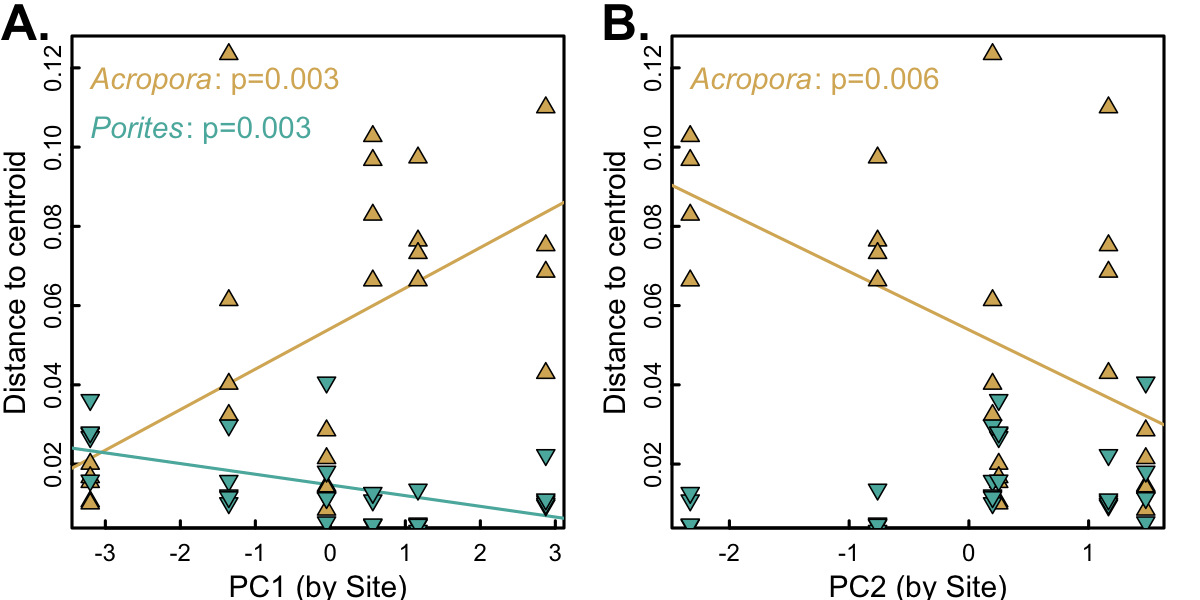 A.
Acropora: p=0.003
Porites: p=0.003
Distance to centroid
0.12
0.10
0.08
0.06
0.04
0.02
-3 -2 -1 0 1 2 3
PC1 (by Site)
B.
Acropora: p=0.006
Distance to centroid
0.12
0.10
0.08
0.06
0.04
0.02
-2 -1 0 1
PC2 (by Site)